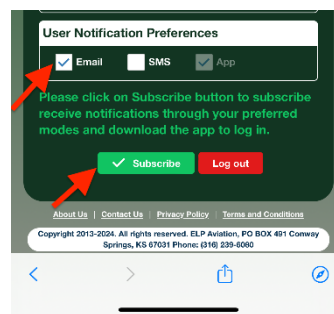 User Notification Preferences
Email SMS App
Please click on Subscribe button to subscribe
receive notifications through your preferred
modes and download the app to log in.
Subscribe Log out
About Us | Contact Us | Privacy Policy | Terms and Conditions
Copyright 2013-2024. All rights reserved. ELP Aviation, PO BOX 491 Conway
Springs, KS 67031 Phone: (316) 239-6080